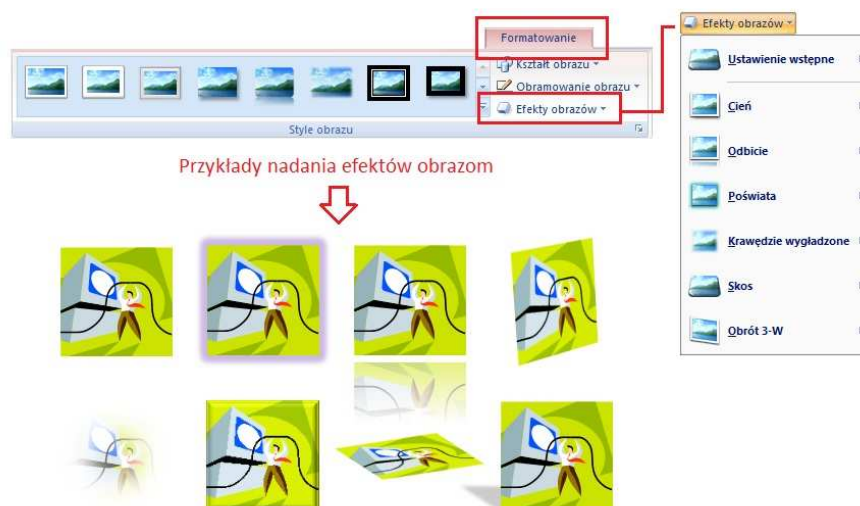 Formatowanie
Kształt obrazu
Obramowanie obrazu
Efekty obrazów
Style obrazu
Efekty obrazów
Ustawienie wstępne
Cień
Odbicie
Poświata
Krawędzie wygładzone
Skos
Obrót 3-W
Przykłady nadania efektów obrazom